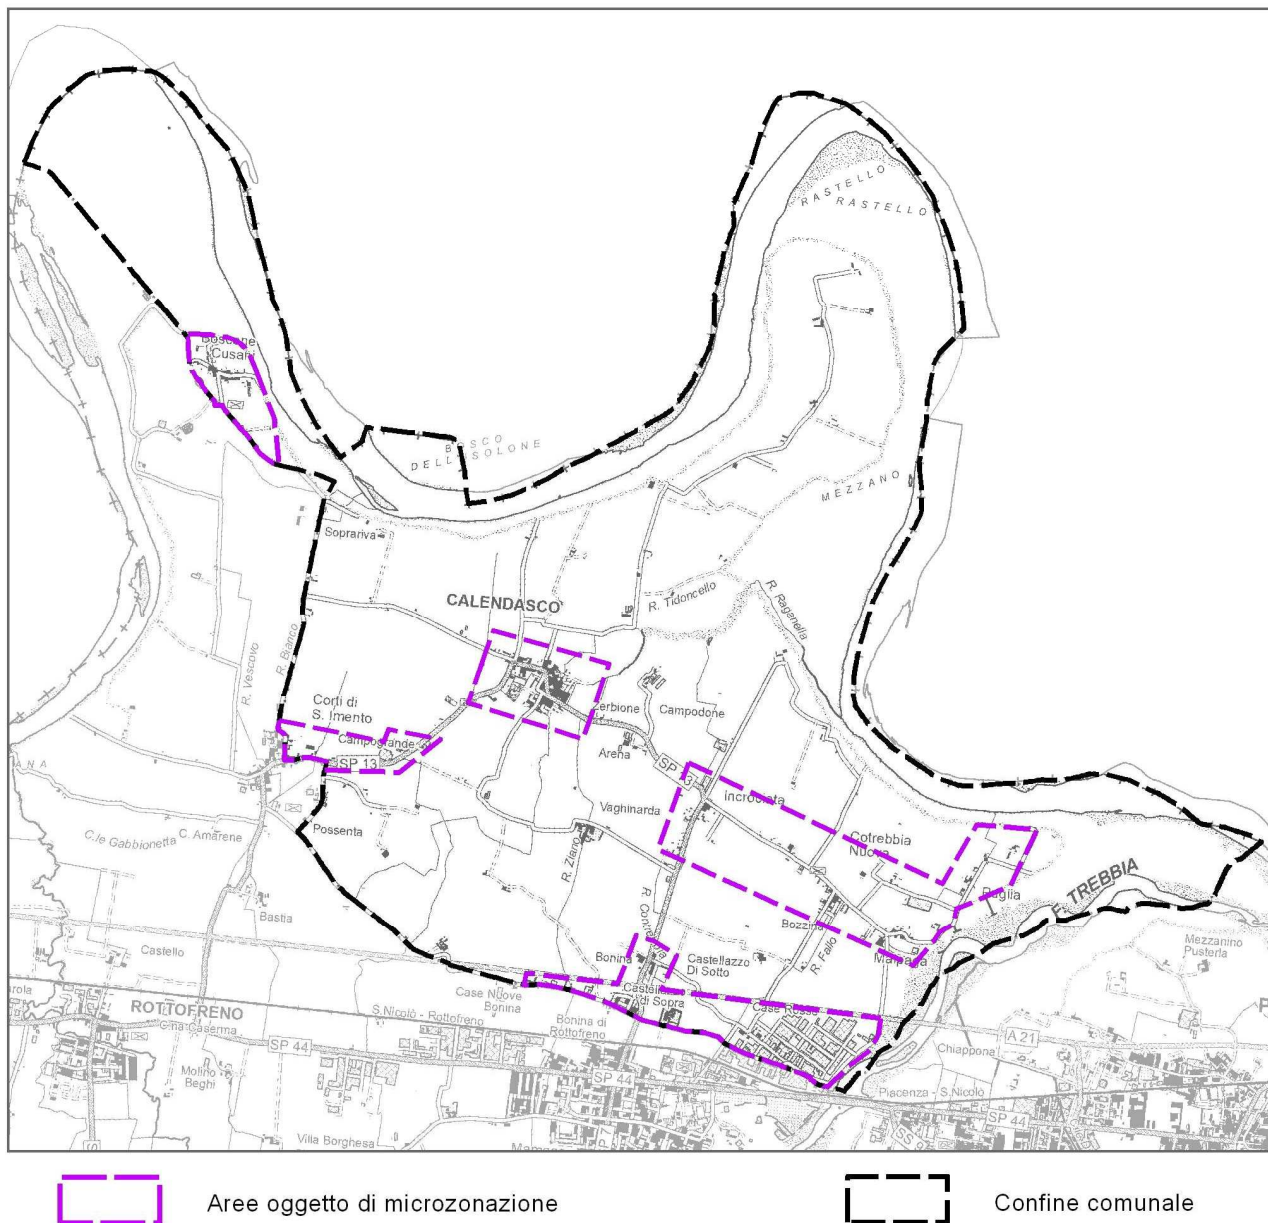 RASTELLO
RASTELLO
Boscone
Cusani
BOSCO
DELL'ISOLONE
MEZZANO
Soprariva
CALENDASCO
R. Tidoncello
R. Raganella
R. Bianco
R. Vescovo
Corti di
S. Imento
Campogrande
SP 13
Zerbione
Campodone
Arena
SP 13
Incrociata
Vaghinarda
Cotrebbia
Nuova
ANA
C.le Gabbionetta
C. Amarene
Possenta
R. Ziano
Puglia
F. TREBBIA
Bastia
Bozzina
R. Fallo
Malpaga
Mezzanino
Pusterla
Castello
Bonina
Castellazzo
Di Sotto
arola
ROTTOFRENO
Case Nuove
Bonina
Castellazzo
di Sopra
Case Rosse
C.na Caserma
S.Nicolò - Rottofreno
Bonina di
Rottofreno
SP 44
A 21
Chiappona
Molino
Beghi
SP 44
Piacenza - S.Nicolò
SP 44
Villa Borghesa
Aree oggetto di microzonazione
Confine comunale